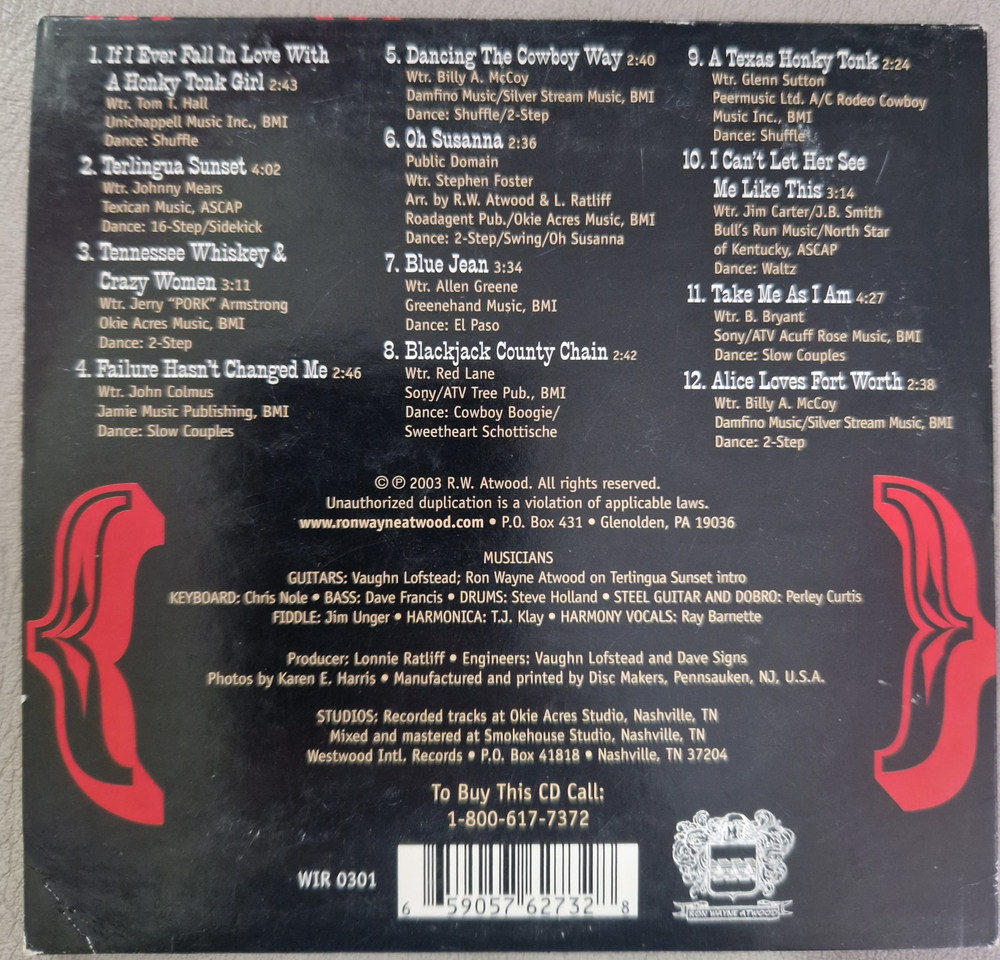 1. If I Ever Fall In Love With
A Honky Tonk Girl 2:43
Wtr. Tom T. Hall
Unichappell Music Inc., BMI
Dance: Shuffle
2. Terlingua Sunset 4:02
Wtr. Johnny Mears
Texican Music, ASCAP
Dance: 16-Step/Sidekick
3. Tennessee Whiskey &
Crazy Women 3:11
Wtr. Jerry "PORK" Armstrong
Okie Acres Music, BMI
Dance: 2-Step
4. Failure Hasn't Changed Me 2:46
Wtr. John Colmus
Jamie Music Publishing, BMI
Dance: Slow Couples
5. Dancing The Cowboy Way 2:40
Wtr. Billy A. McCoy
Damfino Music/Silver Stream Music, BMI
Dance: Shuffle/2-Step
6. Oh Susanna 2:36
Public Domain
Wtr. Stephen Foster
Arr. by R.W. Atwood & L. Ratliff
Roadagent Pub./Okie Acres Music, BMI
Dance: 2-Step/Swing/Oh Susanna
7. Blue Jean 3:34
Wtr. Allen Greene
Greenehand Music, BMI
Dance: El Paso
8. Blackjack County Chain 2:42
Wtr. Red Lane
Sony/ATV Tree Pub., BMI
Dance: Cowboy Boogie/
Sweetheart Schottische
9. A Texas Honky Tonk 2:24
Wtr. Glenn Sutton
Peermusic Ltd. A/C Rodeo Cowboy
Music Inc., BMI
Dance: Shuffle
10. I Can't Let Her See
Me Like This 3:14
Wtr. Jim Carter/J.B. Smith
Bull's Run Music/North Star
of Kentucky, ASCAP
Dance: Waltz
11. Take Me As I Am 4:27
Wtr. B. Bryant
Sony/ATV Acuff Rose Music, BMI
Dance: Slow Couples
12. Alice Loves Fort Worth 2:38
Wtr. Billy A. McCoy
Damfino Music/Silver Stream Music, BMI
Dance: 2-Step
© ℗ 2003 R.W. Atwood. All rights reserved.
Unauthorized duplication is a violation of applicable laws.
www.ronwayneatwood.com • P.O. Box 431 • Glenolden, PA 19036
MUSICIANS
GUITARS: Vaughn Lofstead; Ron Wayne Atwood on Terlingua Sunset intro
KEYBOARD: Chris Nole • BASS: Dave Francis • DRUMS: Steve Holland • STEEL GUITAR AND DOBRO: Perley Curtis
FIDDLE: Jim Unger • HARMONICA: T.J. Klay • HARMONY VOCALS: Ray Barnette
Producer: Lonnie Ratliff • Engineers: Vaughn Lofstead and Dave Signs
Photos by Karen E. Harris • Manufactured and printed by Disc Makers, Pennsauken, NJ, U.S.A.
STUDIOS: Recorded tracks at Okie Acres Studio, Nashville, TN
Mixed and mastered at Smokehouse Studio, Nashville, TN
Westwood Intl. Records • P.O. Box 41818 • Nashville, TN 37204
To Buy This CD Call:
1-800-617-7372
WIR 0301
6 59057 62732 8
RON WAYNE ATWOOD